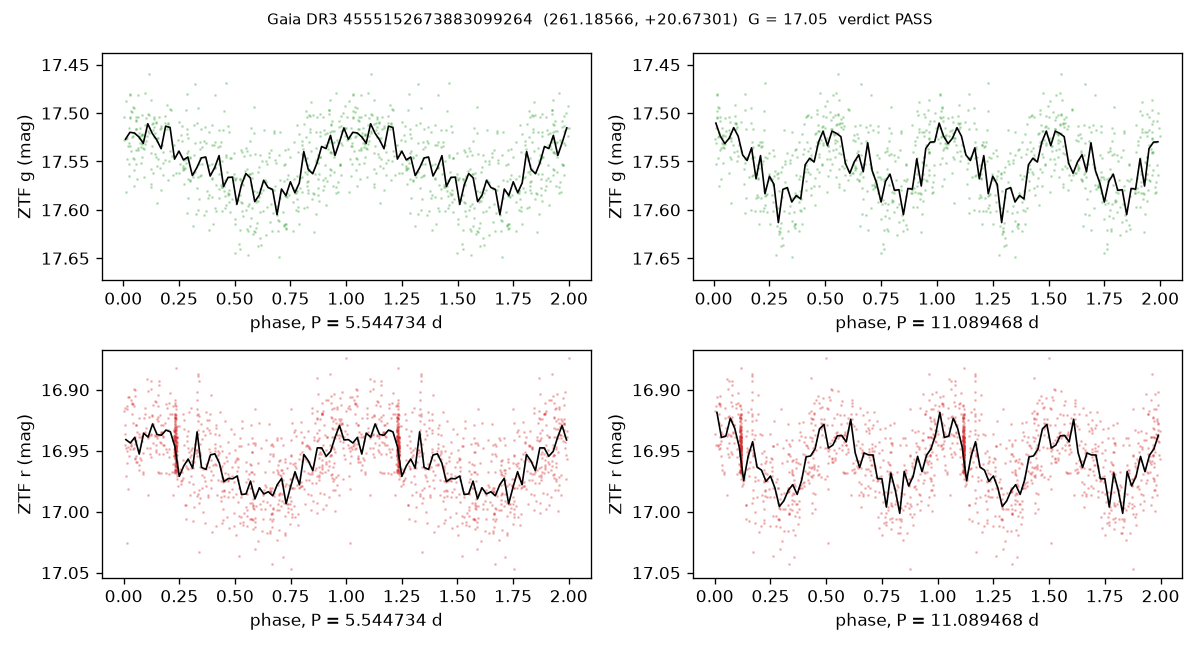 Gaia DR3 4555152673883099264  (261.18566, +20.67301)  G = 17.05  verdict PASS
ZTF g (mag)
17.45
17.50
17.55
17.60
17.65
0.00 0.25 0.50 0.75 1.00 1.25 1.50 1.75 2.00
phase, P = 5.544734 d
ZTF g (mag)
17.45
17.50
17.55
17.60
17.65
0.00 0.25 0.50 0.75 1.00 1.25 1.50 1.75 2.00
phase, P = 11.089468 d
ZTF r (mag)
16.90
16.95
17.00
17.05
0.00 0.25 0.50 0.75 1.00 1.25 1.50 1.75 2.00
phase, P = 5.544734 d
ZTF r (mag)
16.90
16.95
17.00
17.05
0.00 0.25 0.50 0.75 1.00 1.25 1.50 1.75 2.00
phase, P = 11.089468 d